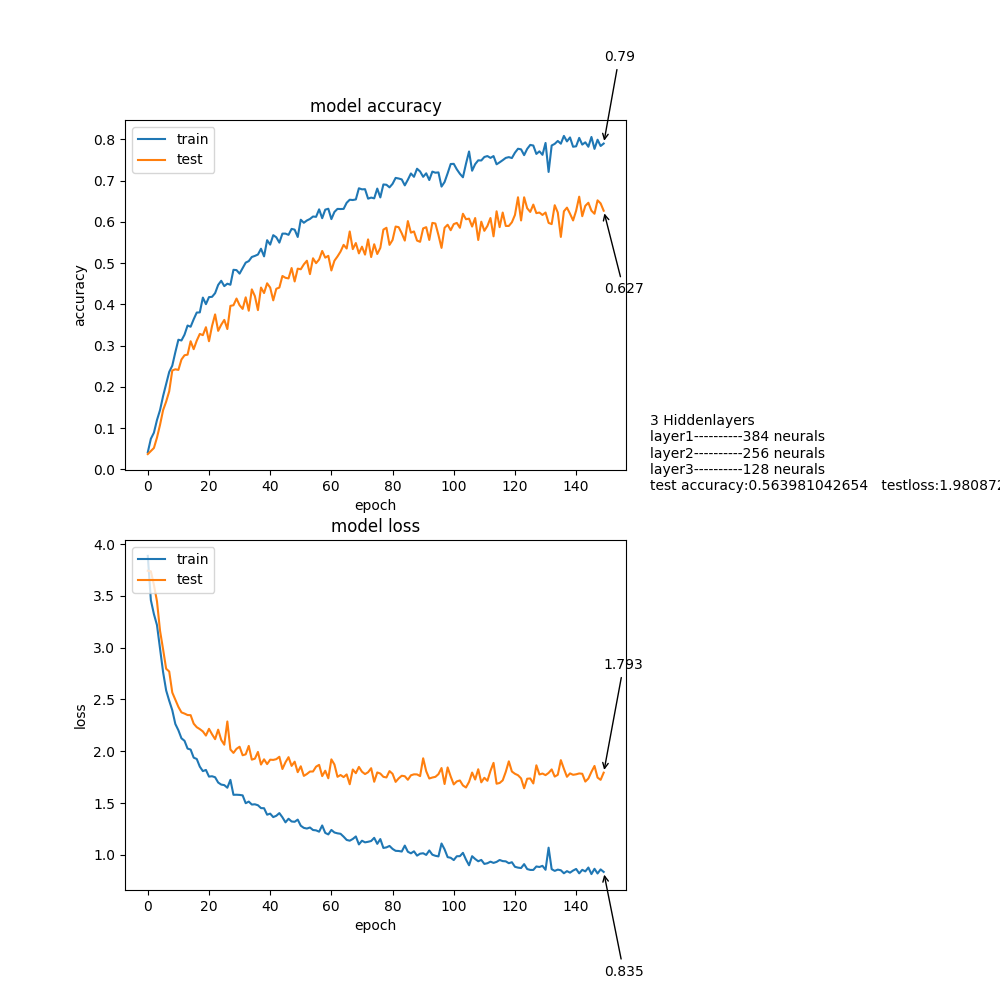 0.79
model accuracy
train
test
0.8
0.7
0.6
0.5
0.4
0.3
0.2
0.1
0.0
accuracy
0 20 40 60 80 100 120 140
epoch
0.627
3 Hiddenlayers
layer1----------384 neurals
layer2----------256 neurals
layer3----------128 neurals
test accuracy:0.563981042654 testloss:1.980872
model loss
train
test
4.0
3.5
3.0
2.5
2.0
1.5
1.0
loss
0 20 40 60 80 100 120 140
epoch
1.793
0.835